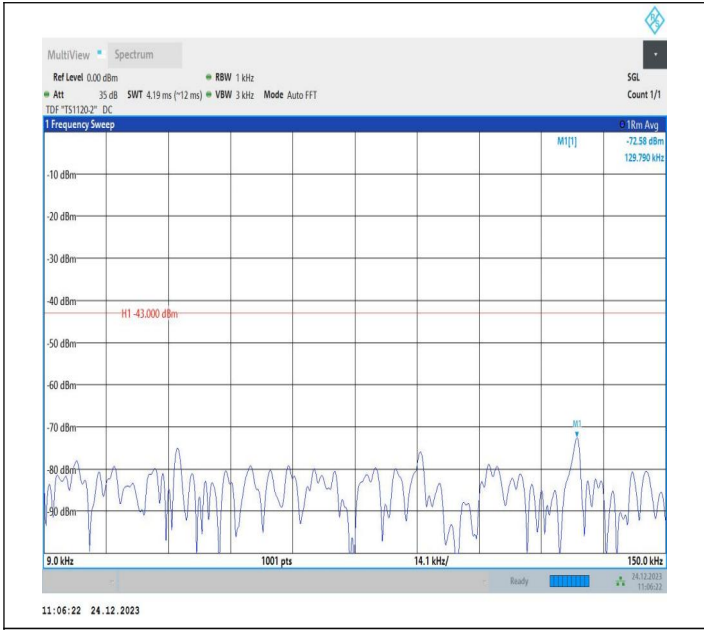 R S
MultiView Spectrum
Ref Level 0.00 dBm RBW 1 kHz SGL
Att 35 dB SWT 4.19 ms (~12 ms) VBW 3 kHz Mode Auto FFT Count 1/1
TDF "TS1120-2" DC
1 Frequency Sweep 1Rm Avg
M1[1] -72.58 dBm
129.790 kHz
-10 dBm
-20 dBm
-30 dBm
-40 dBm
H1 -43.000 dBm
-50 dBm
-60 dBm
-70 dBm
M1
-80 dBm
-90 dBm
9.0 kHz 1001 pts 14.1 kHz/ 150.0 kHz
Ready 24.12.2023
11:06:22
11:06:22 24.12.2023